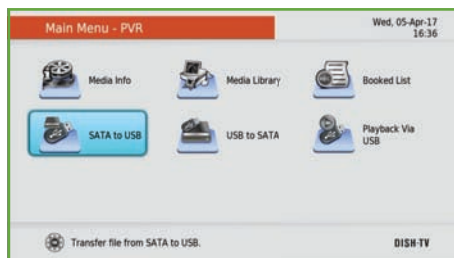 Main Menu - PVR
Wed, 05-Apr-17
16:36
Media Info
Media Library
Booked List
SATA to USB
USB to SATA
Playback Via
USB
Transfer file from SATA to USB.
DISH-TV